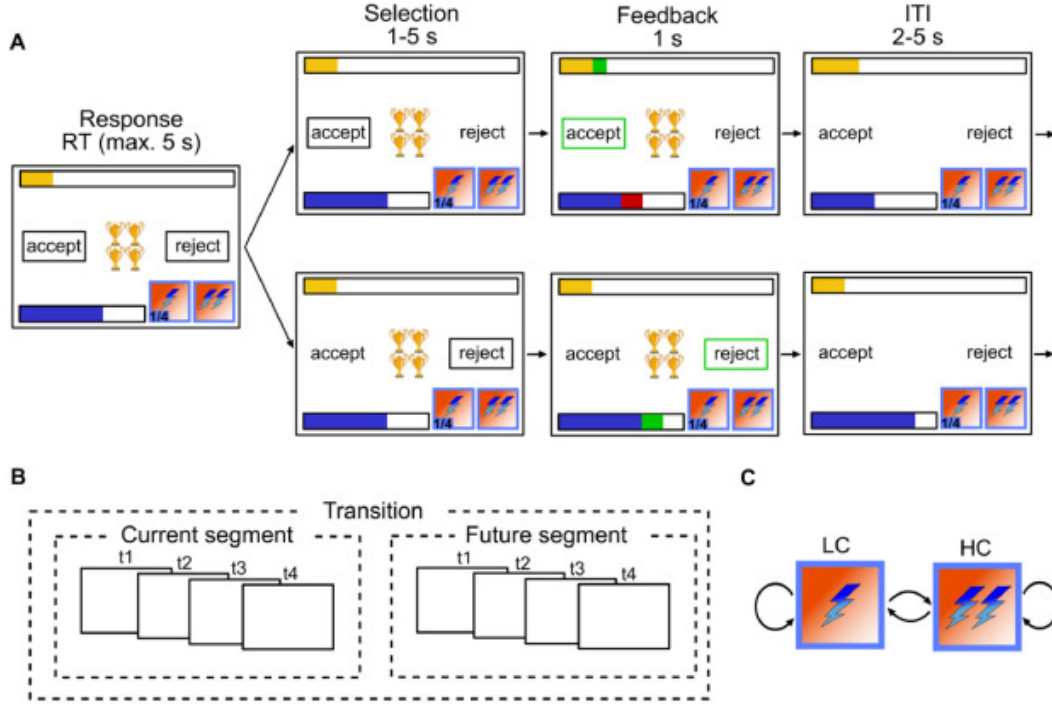 A
Selection
1-5 s
Feedback
1 s
ITI
2-5 s
Response
RT (max. 5 s)
accept
reject
1/4
accept
reject
1/4
accept
reject
1/4
accept
reject
1/4
accept
reject
1/4
accept
reject
1/4
accept
reject
1/4
B
Transition
Current segment
t1
t2
t3
t4
Future segment
t1
t2
t3
t4
C
LC
HC